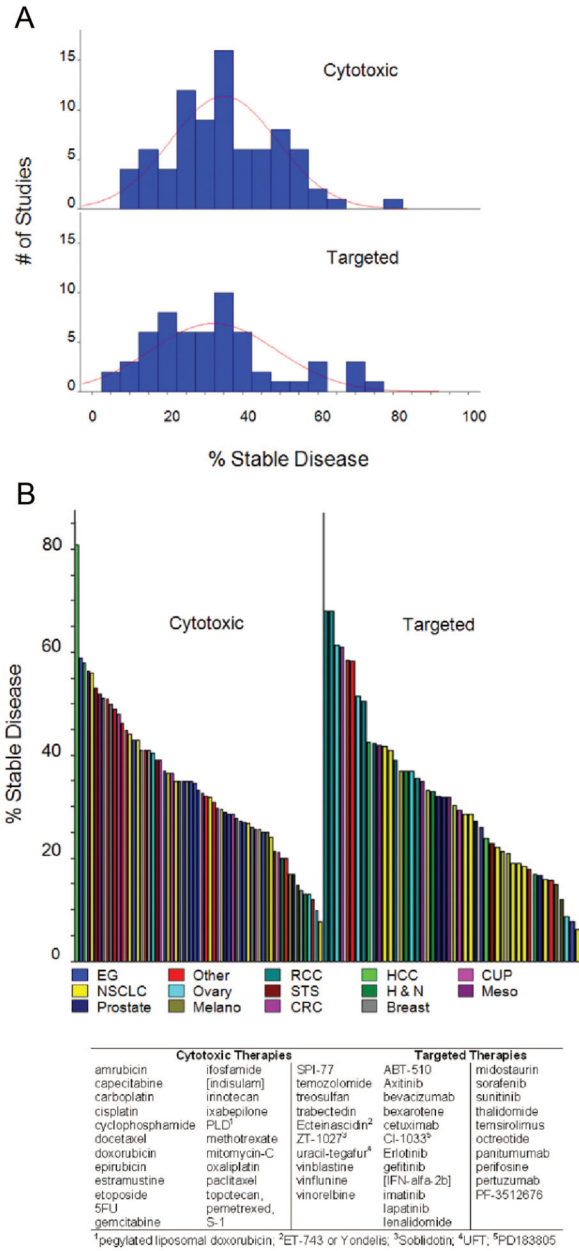 A
Cytotoxic
15
10
5
0
# of Studies
Targeted
15
10
5
0
0 20 40 60 80 100
% Stable Disease
B
80
60
40
20
0
% Stable Disease
Cytotoxic
Targeted
EG Other RCC HCC CUP
NSCLC Ovary STS H & N Meso
Prostate Melano CRC Breast
Cytotoxic Therapies Targeted Therapies
amrubicin ifosfamide SPI-77 ABT-510 midostaurin
capecitabine [indisulam] temozolomide Axitinib sorafenib
carboplatin irinotecan treosulfan bevacizumab sunitinib
cisplatin ixabepilone trabectedin bexarotene thalidomide
cyclophosphamide PLD¹ Ecteinascidin² cetuximab temsirolimus
docetaxel methotrexate ZT-1027³ CI-1033⁵ octreotide
doxorubicin mitomycin-C uracil-tegafur⁴ Erlotinib panitumumab
epirubicin oxaliplatin vinblastine gefitinib perifosine
estramustine paclitaxel vinflunine [IFN-alfa-2b] pertuzumab
etoposide topotecan, vinorelbine imatinib PF-3512676
5FU pemetrexed, lapatinib
gemcitabine S-1 lenalidomide
¹pegylated liposomal doxorubicin; ²ET-743 or Yondelis; ³Soblidotin; ⁴UFT; ⁵PD183805